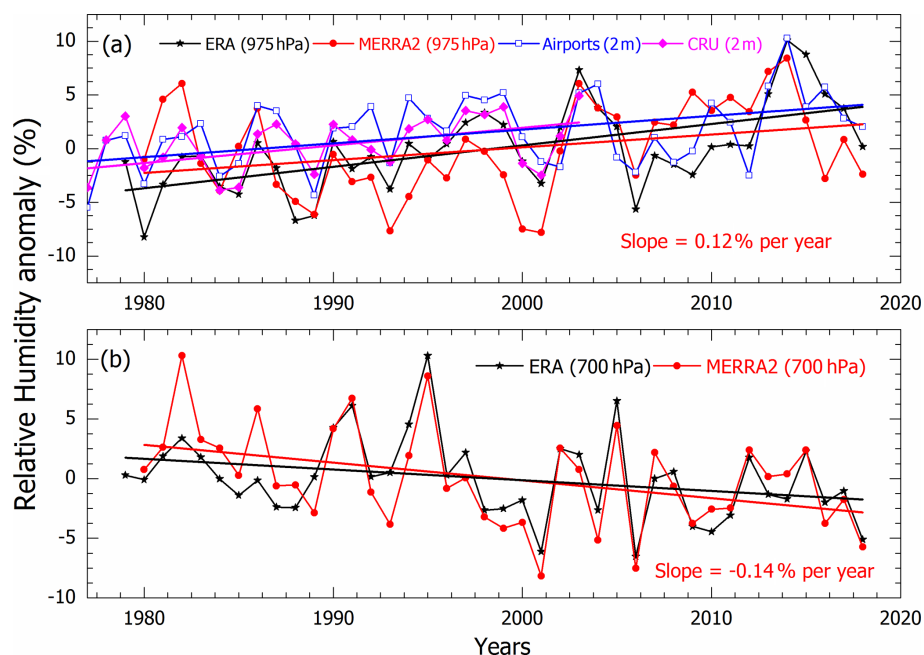 (a)
ERA (975 hPa) MERRA2 (975 hPa) Airports (2 m) CRU (2 m)
10
5
0
-5
-10
Slope = 0.12 % per year
1980 1990 2000 2010 2020
Relative Humidity anomaly (%)
(b)
ERA (700 hPa) MERRA2 (700 hPa)
10
5
0
-5
-10
Slope = -0.14 % per year
1980 1990 2000 2010 2020
Years